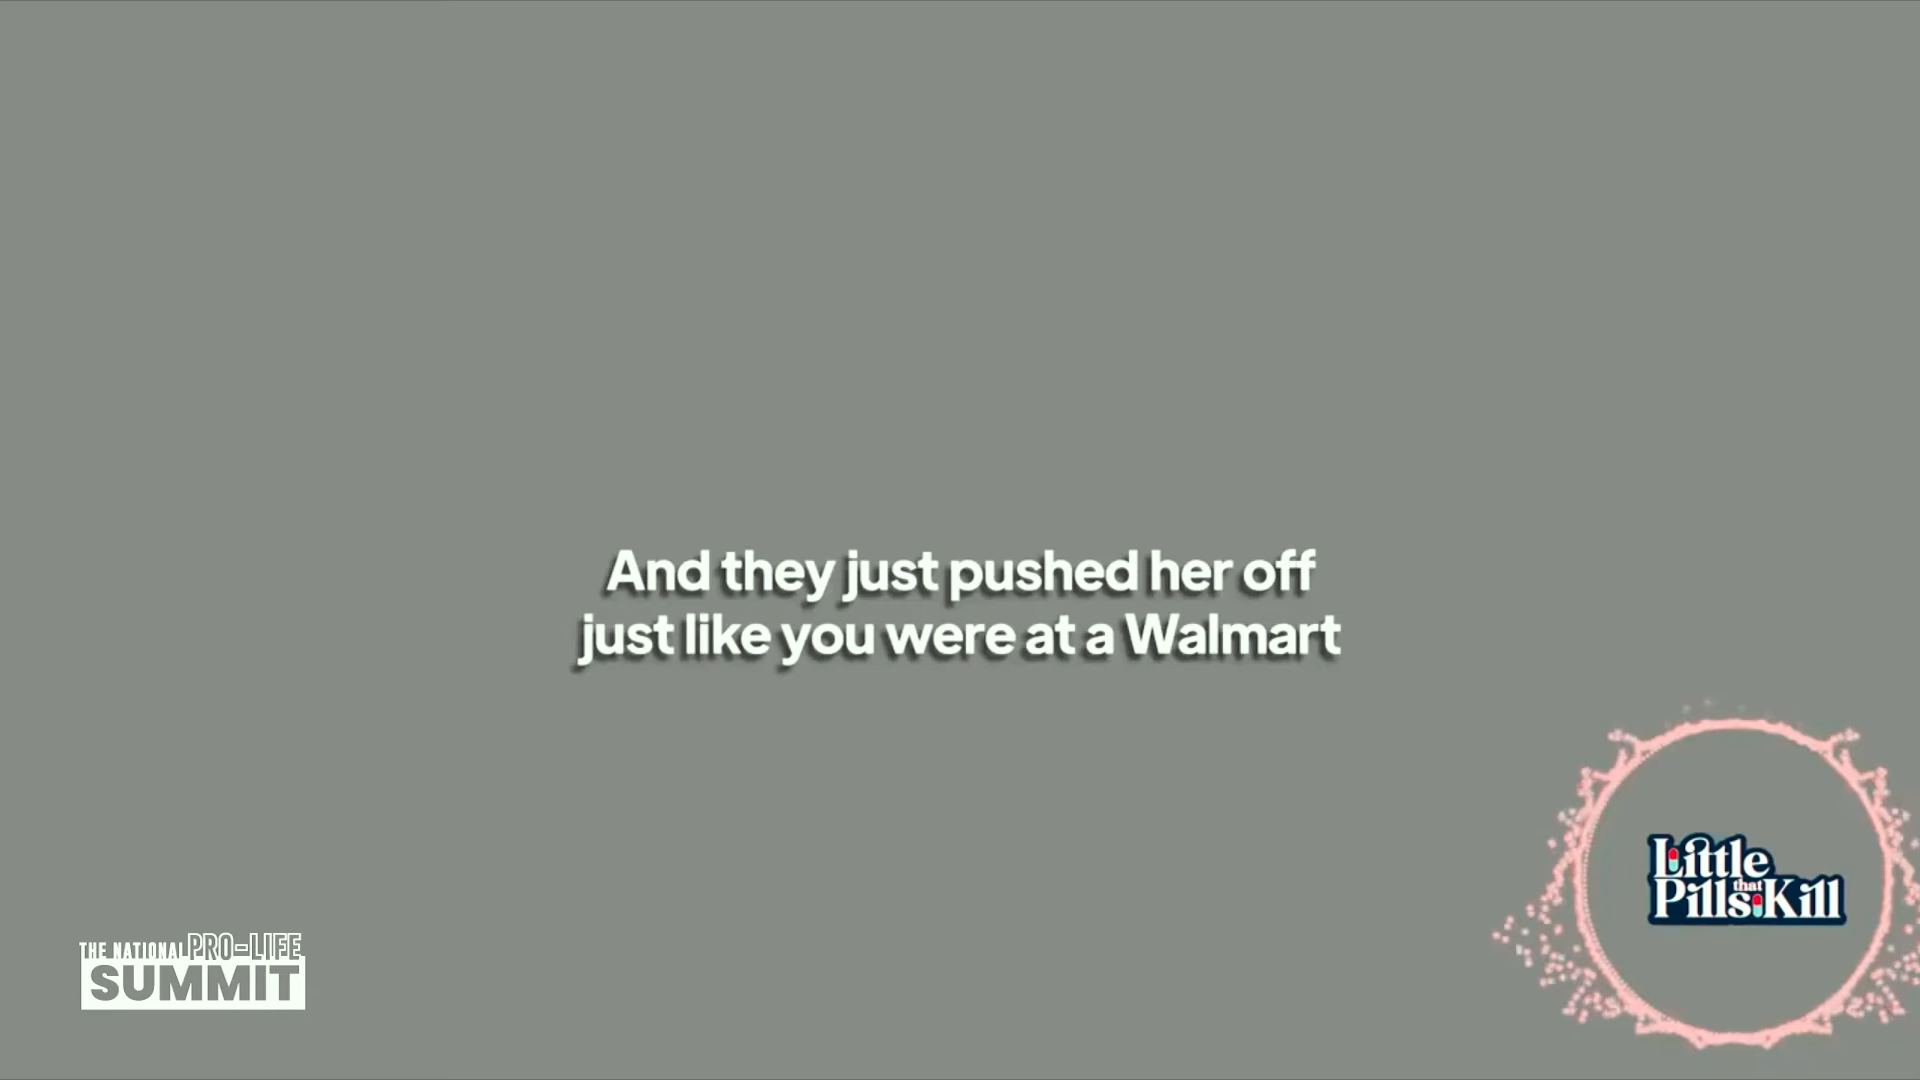 And they just pushed her off
just like you were at a Walmart
Little
that
Pills Kill
THE NATIONAL PRO-LIFE
SUMMIT